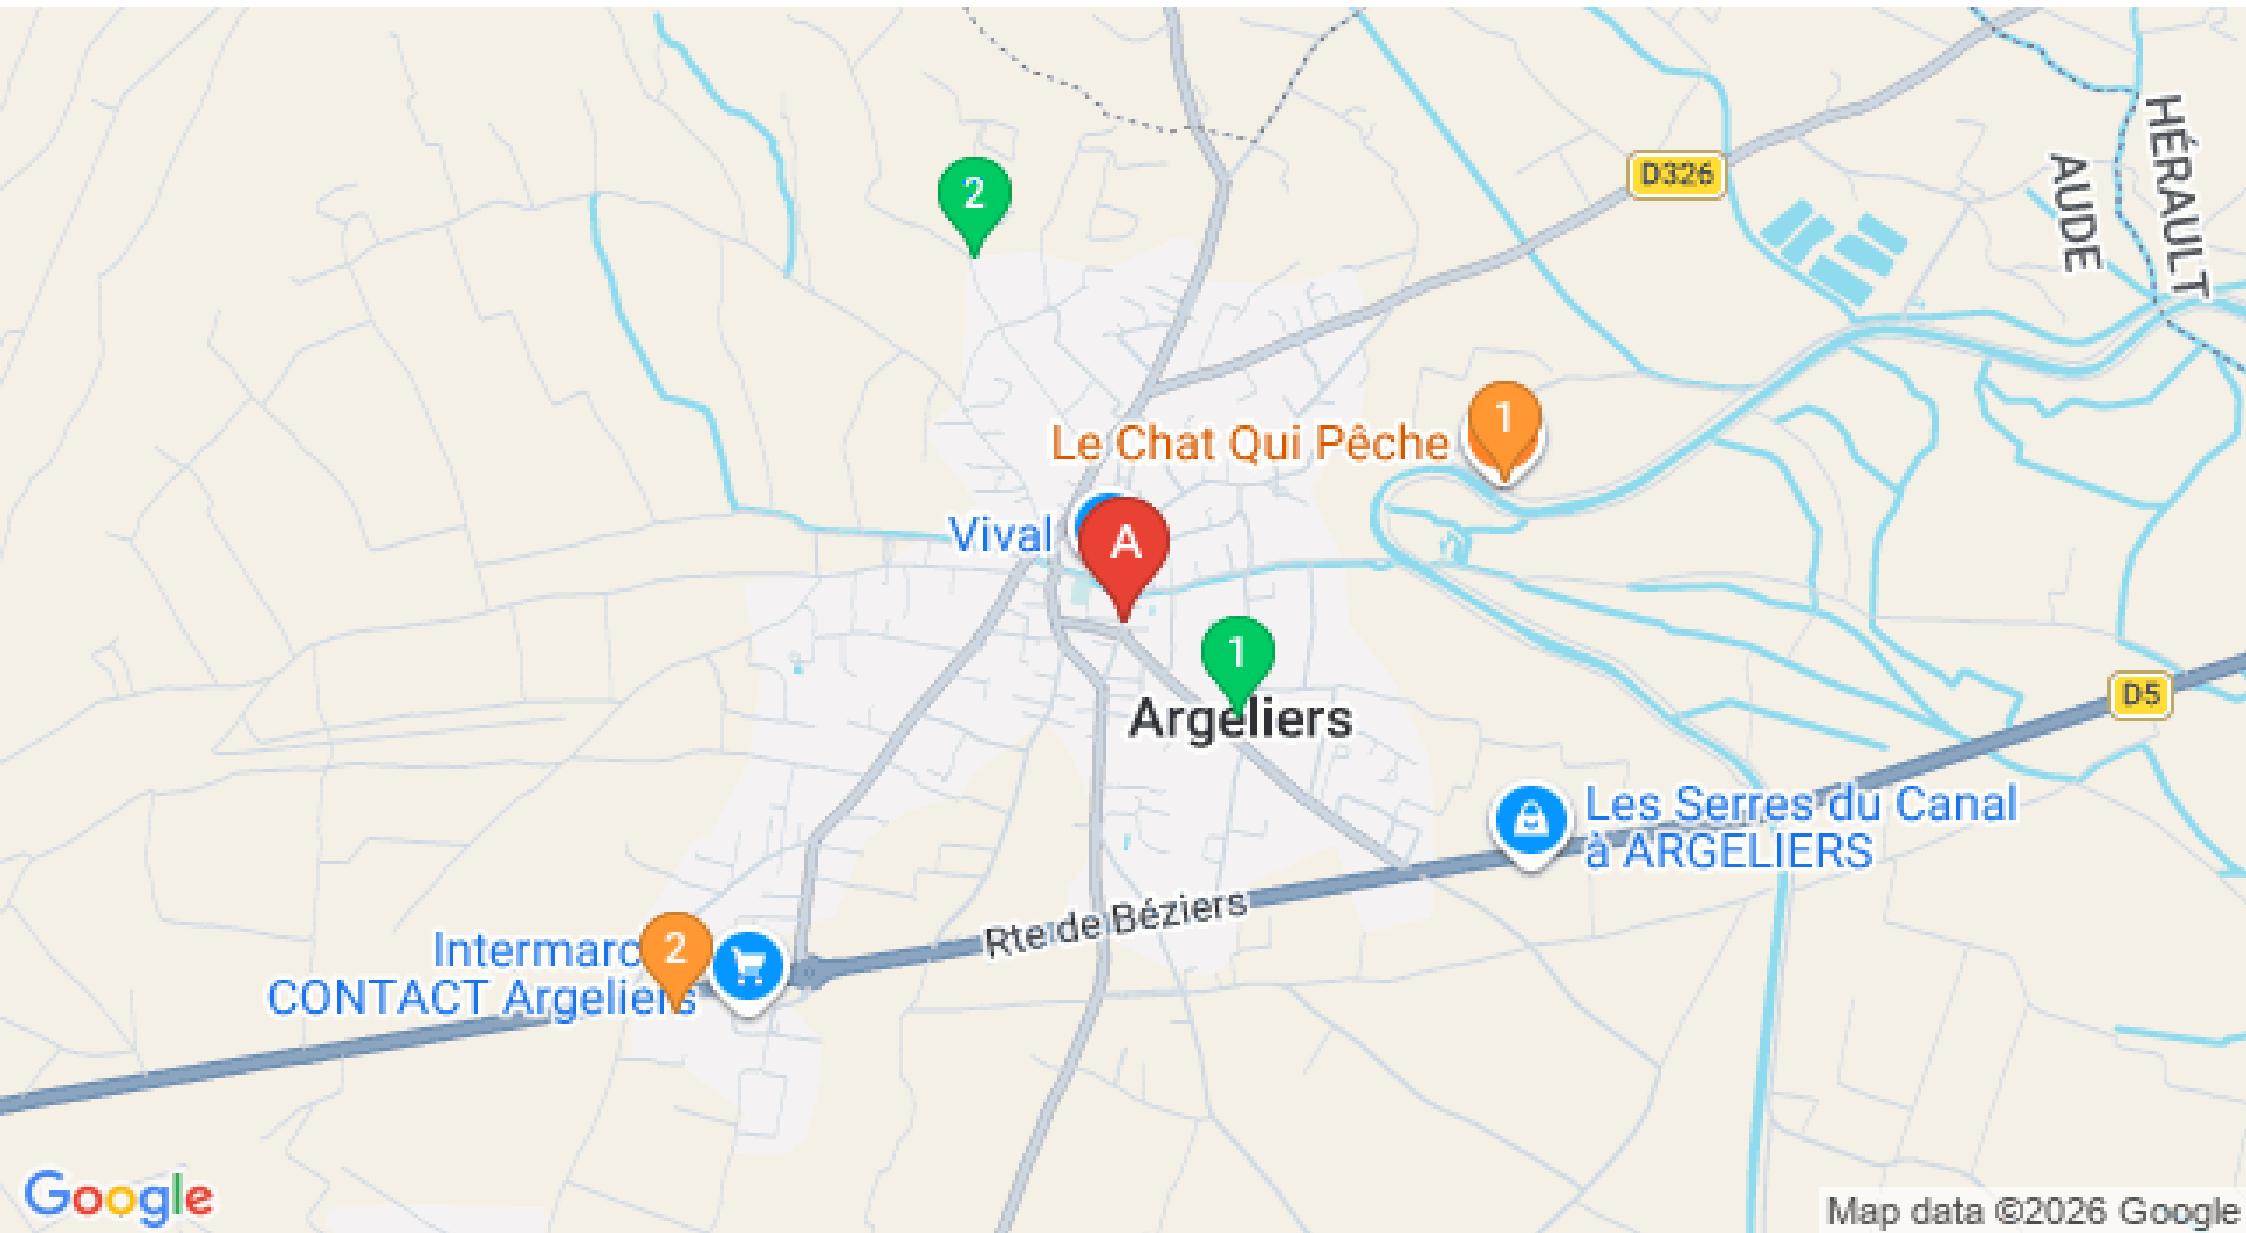 2
D326
HÉRAULT
AUDE
1
Le Chat Qui Pêche
Vival
A
1
Argeliers
D5
Les Serres du Canal
à ARGELIERS
Rte de Béziers
2
Intermarc
CONTACT Argeliers
Google
Map data ©2026 Google